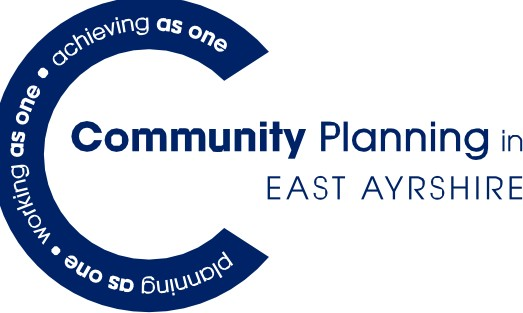 planning as one • working as one • achieving as one
Community Planning in
EAST AYRSHIRE